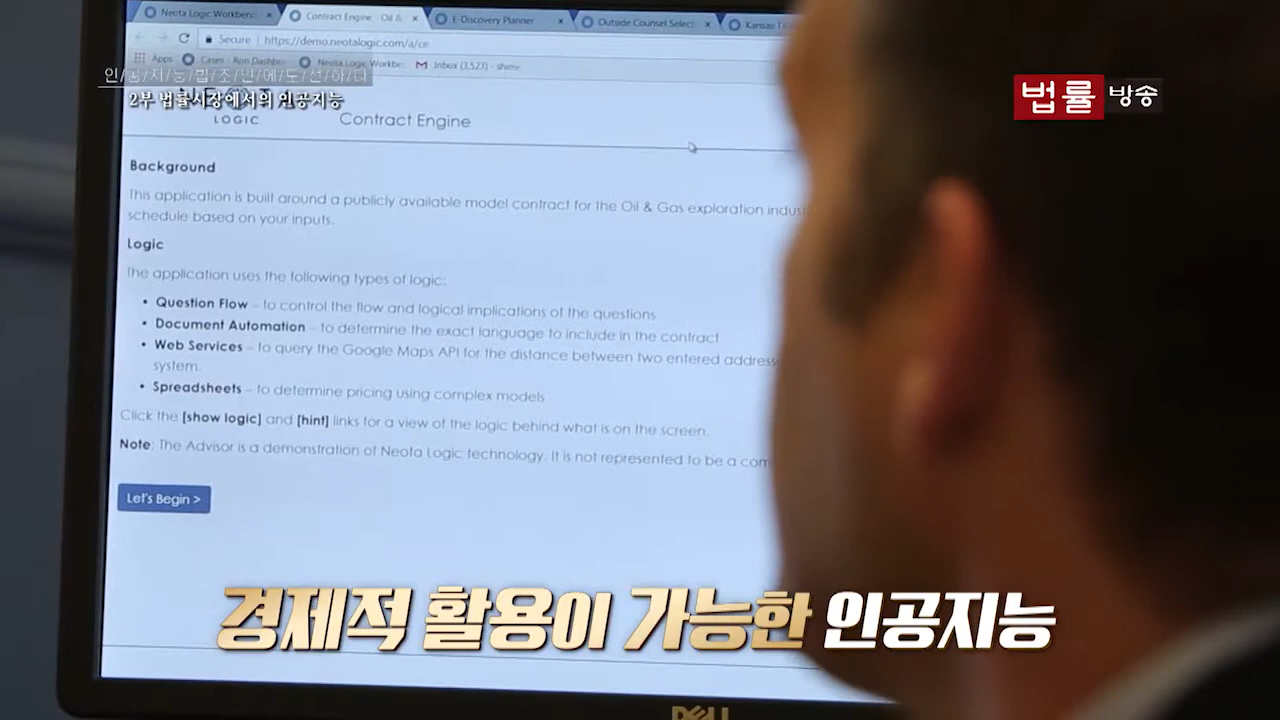 Neota Logic Workben
Contract Engine - Oil &
E-Discovery Planner
Outside Counsel Select
Kansas
Secure
https://demo.neotalogic.com/a/ce
Apps
Cases - Ron Dashb
Neota Logic Workbe
Inbox (3,523) - shime
인/공/지/능/법/조/인/에/도/전/하/다
2부 법률시장에서의 인공지능
법률 방송
LOGIC
Contract Engine
Background
This application is built around a publicly available model contract for the Oil & Gas exploration indus
schedule based on your inputs.
Logic
The application uses the following types of logic:
• Question Flow – to control the flow and logical implications of the questions
• Document Automation – to determine the exact language to include in the contract
• Web Services – to query the Google Maps API for the distance between two entered address
system.
• Spreadsheets – to determine pricing using complex models
Click the [show logic] and [hint] links for a view of the logic behind what is on the screen.
Note: The Advisor is a demonstration of Neota Logic technology. It is not represented to be a com
Let's Begin >
경제적 활용이 가능한 인공지능
DELL